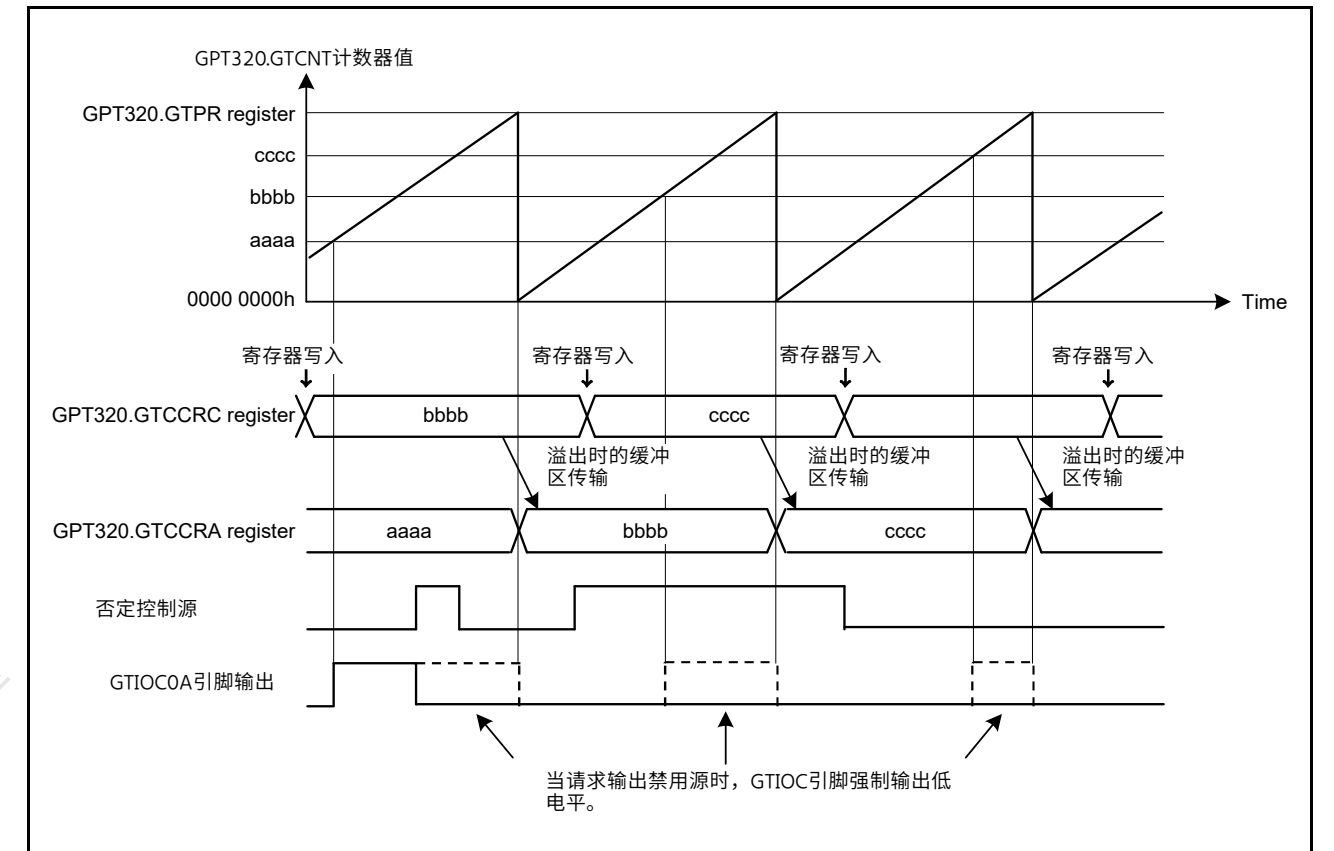 GPT320.GTCNT计数器值
GPT320.GTPR register
cccc
bbbb
aaaa
0000 0000h
Time
寄存器写入
寄存器写入
寄存器写入
寄存器写入
GPT320.GTCCRC register
bbbb
cccc
溢出时的缓冲
区传输
溢出时的缓冲
区传输
溢出时的缓冲
区传输
GPT320.GTCCRA register
aaaa
bbbb
cccc
否定控制源
GTIOC0A引脚输出
当请求输出禁用源时，GTIOC引脚强制输出低
电平。